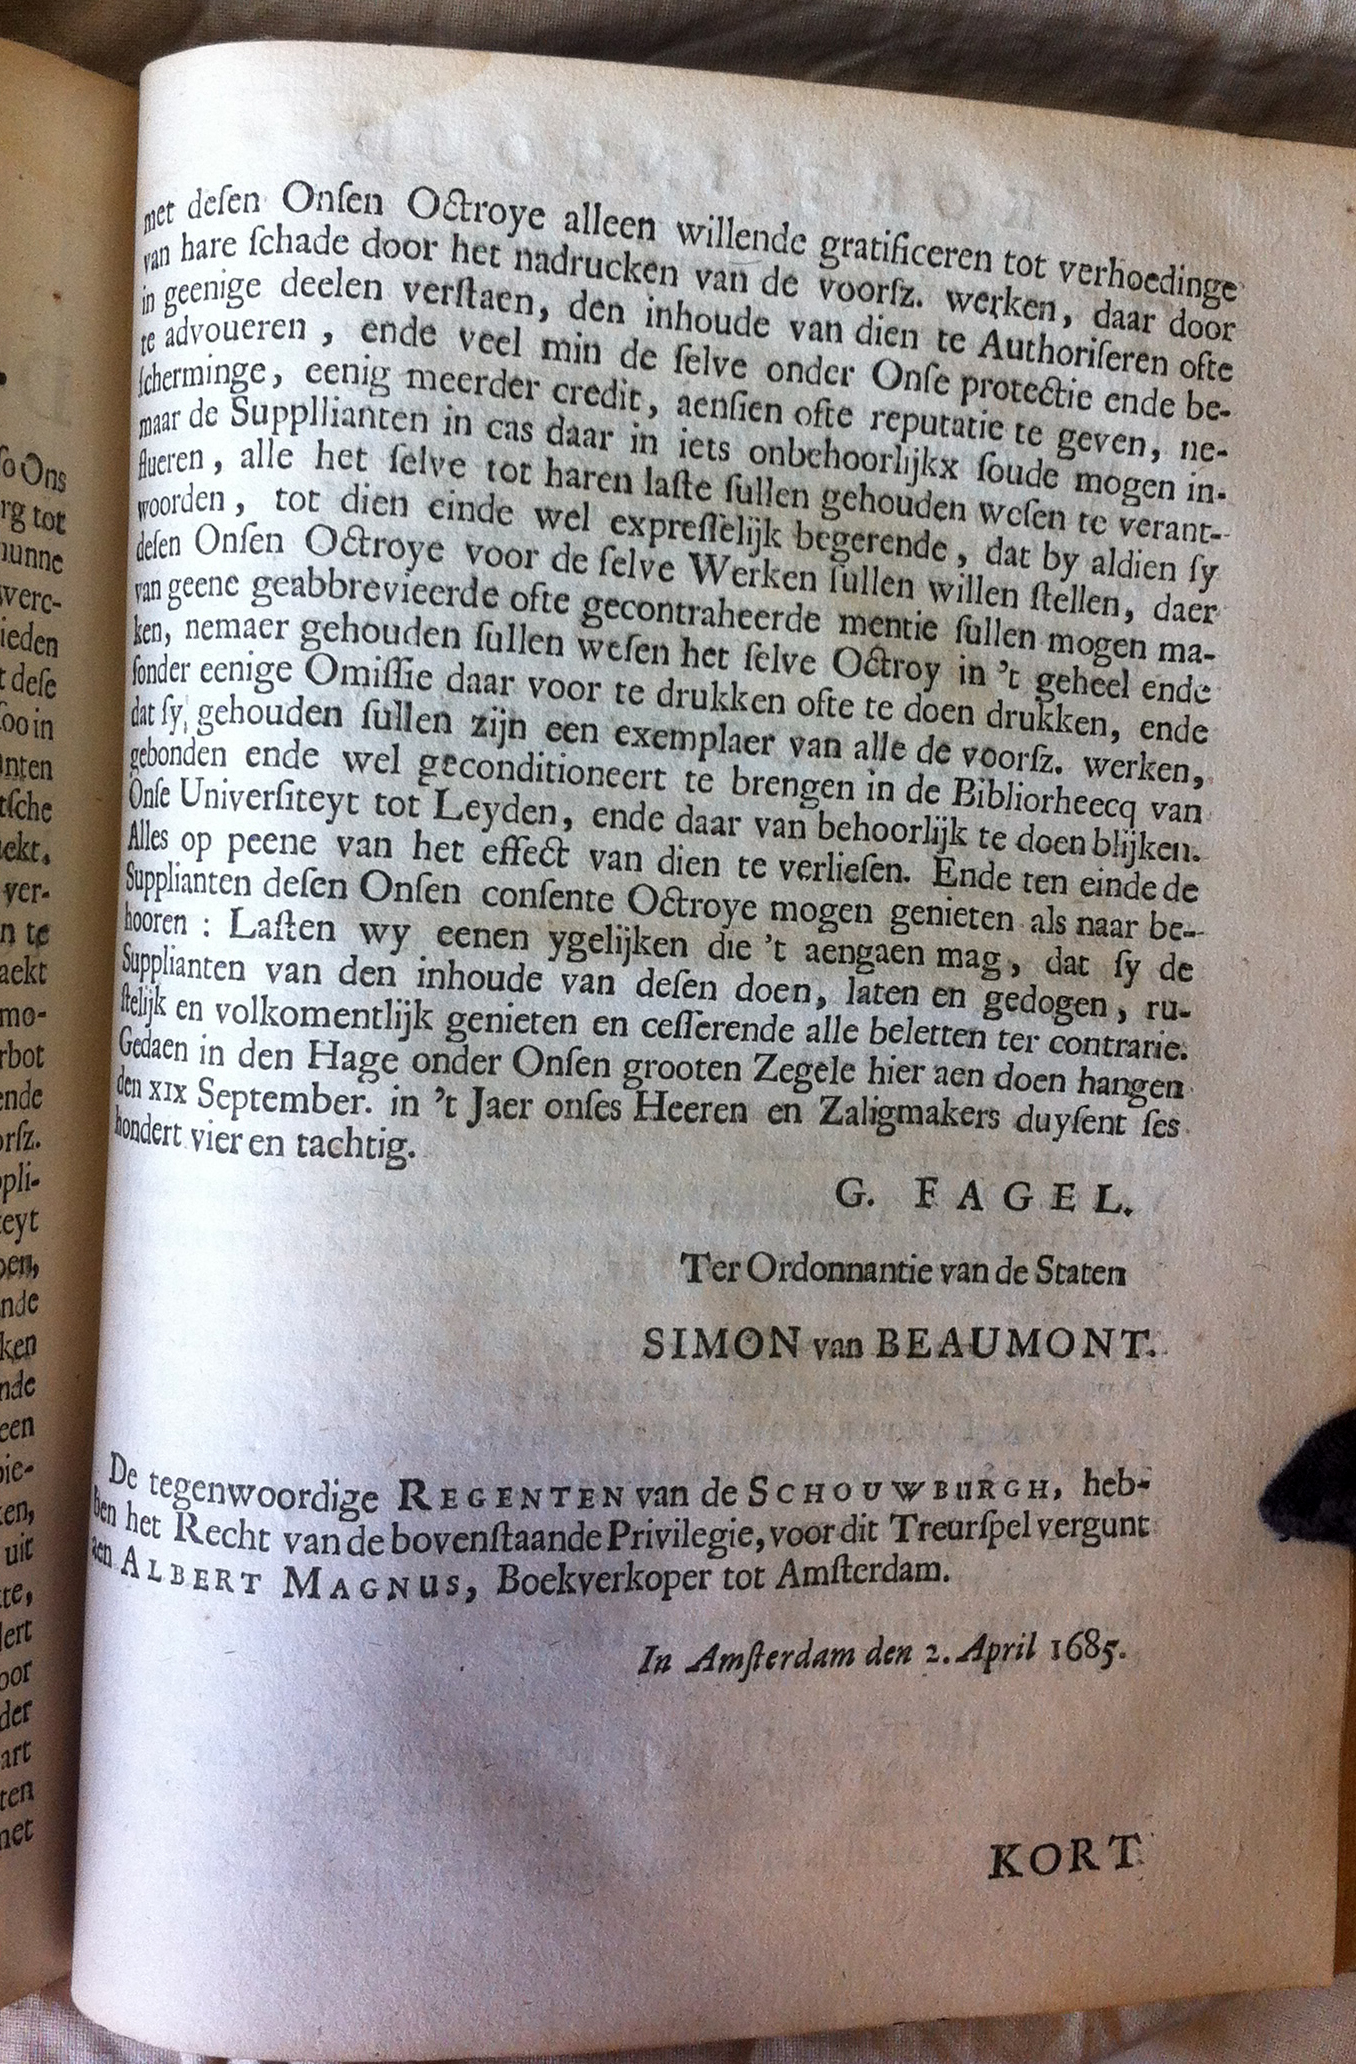 met deſen Onſen Octroye alleen willende gratificeren tot verhoedinge
van hare ſchade door het nadrucken van de voorſz. werken, daar door
in geenige deelen verſtaen, den inhoude van dien te Authoriſeren ofte
te advoueren, ende veel min de ſelve onder Onſe protectie ende be-
ſcherminge, eenig meerder credit, aenſien ofte reputatie te geven, ne-
maar de Suppllianten in cas daar in iets onbehoorlijkx ſoude mogen in-
flueren, alle het ſelve tot haren laſte ſullen gehouden weſen te verant-
woorden, tot dien einde wel expreſſelijk begerende, dat by aldien ſy
deſen Onſen Octroye voor de ſelve Werken ſullen willen ſtellen, daer
van geene geabbrevieerde ofte gecontraheerde mentie ſullen mogen ma-
ken, nemaer gehouden ſullen weſen het ſelve Octroy in 't geheel ende
ſonder eenige Omiſſie daar voor te drukken ofte te doen drukken, ende
dat ſy gehouden ſullen zijn een exemplaer van alle de voorſz. werken,
gebonden ende wel geconditioneert te brengen in de Bibliorheecq van
Onſe Univerſiteyt tot Leyden, ende daar van behoorlijk te doen blijken.
Alles op peene van het effect van dien te verlieſen. Ende ten einde de
Supplianten deſen Onſen conſente Octroye mogen genieten als naar be-
hooren : Laſten wy eenen ygelijken die 't aengaen mag, dat ſy de
Supplianten van den inhoude van deſen doen, laten en gedogen, ru-
ſtelijk en volkomentlijk genieten en ceſſerende alle beletten ter contrarie.
Gedaen in den Hage onder Onſen grooten Zegele hier aen doen hangen
den XIX September. in 't Jaer onſes Heeren en Zaligmakers duyſent ſes
hondert vier en tachtig.
G. FAGEL.
Ter Ordonnantie van de Staten
SIMON van BEAUMONT.
De tegenwoordige REGENTEN van de SCHOUWBURGH, heb-
ben het Recht van de bovenſtaande Privilegie, voor dit Treurſpel vergunt
aen ALBERT MAGNUS, Boekverkoper tot Amſterdam.
In Amſterdam den 2. April 1685.
KORT